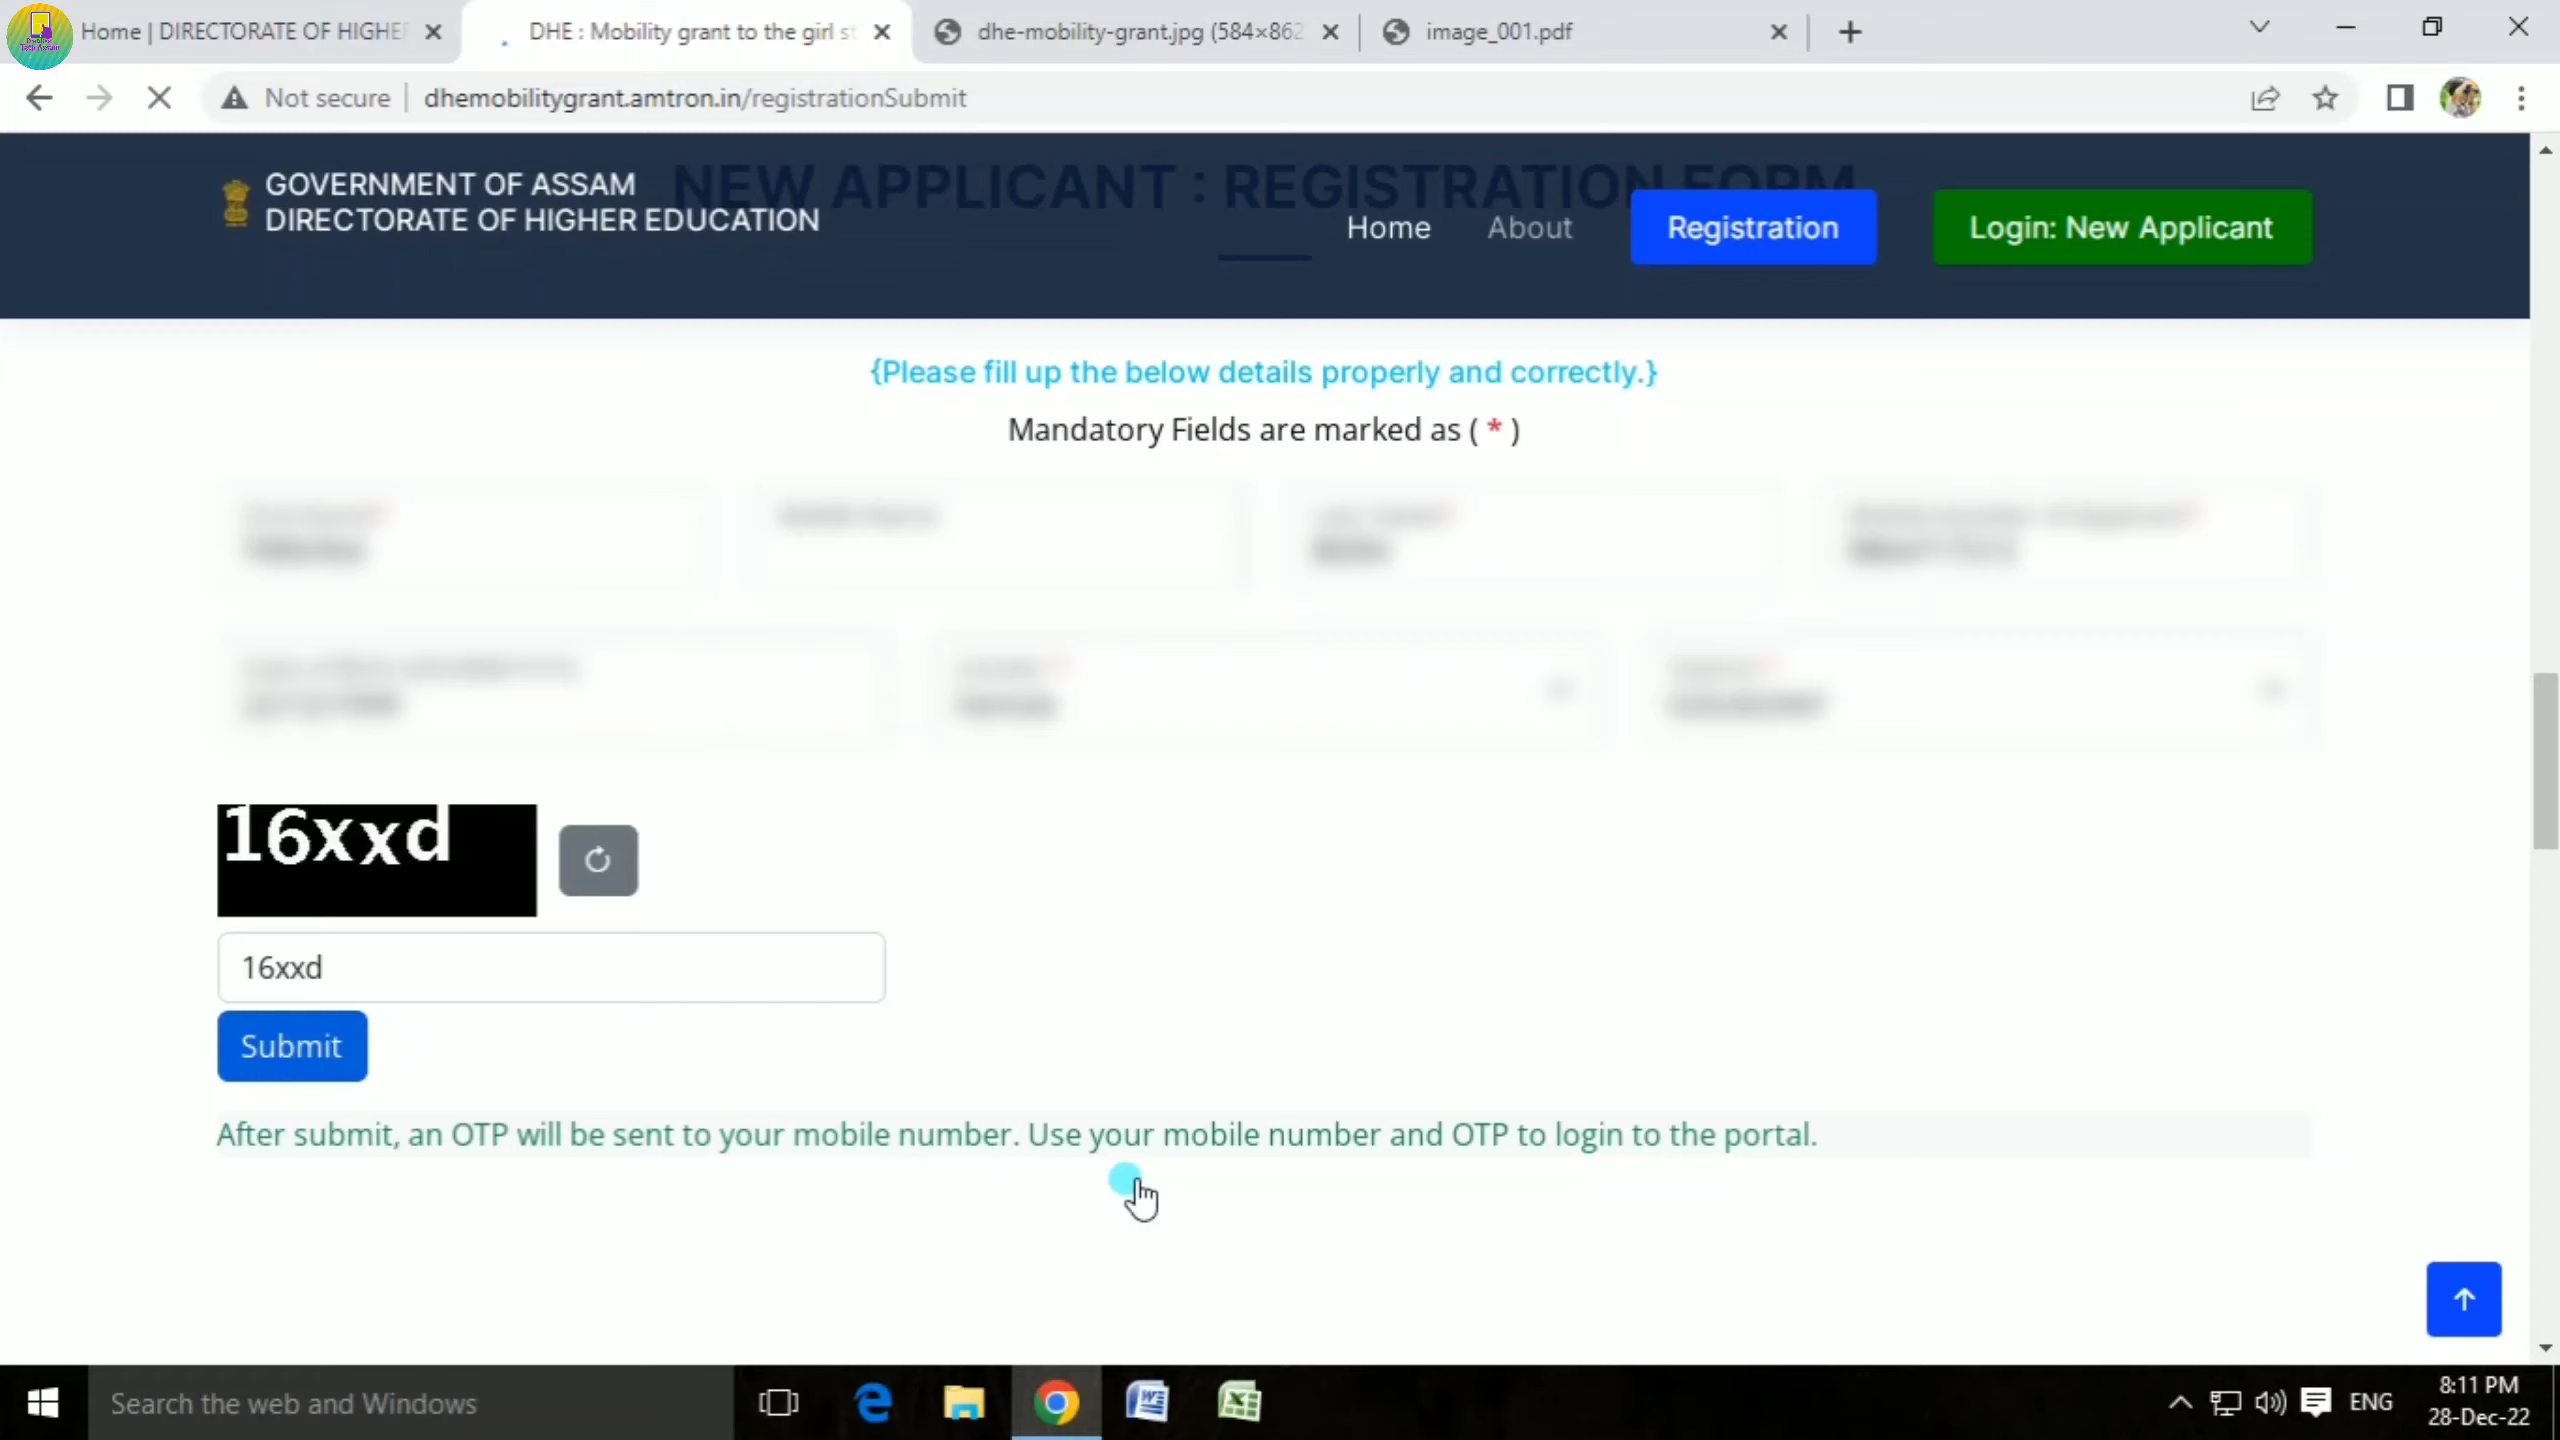 Home | DIRECTORATE OF HIGHER
DHE : Mobility grant to the girl st
dhe-mobility-grant.jpg (584×862
image_001.pdf
Not secure
dhemobilitygrant.amtron.in/registrationSubmit
NEW APPLICANT : REGISTRATION FORM
GOVERNMENT OF ASSAM
DIRECTORATE OF HIGHER EDUCATION
Home
About
Registration
Login: New Applicant
{Please fill up the below details properly and correctly.}
Mandatory Fields are marked as ( * )
16xxd
16xxd
Submit
After submit, an OTP will be sent to your mobile number. Use your mobile number and OTP to login to the portal.
Search the web and Windows
ENG
8:11 PM
28-Dec-22